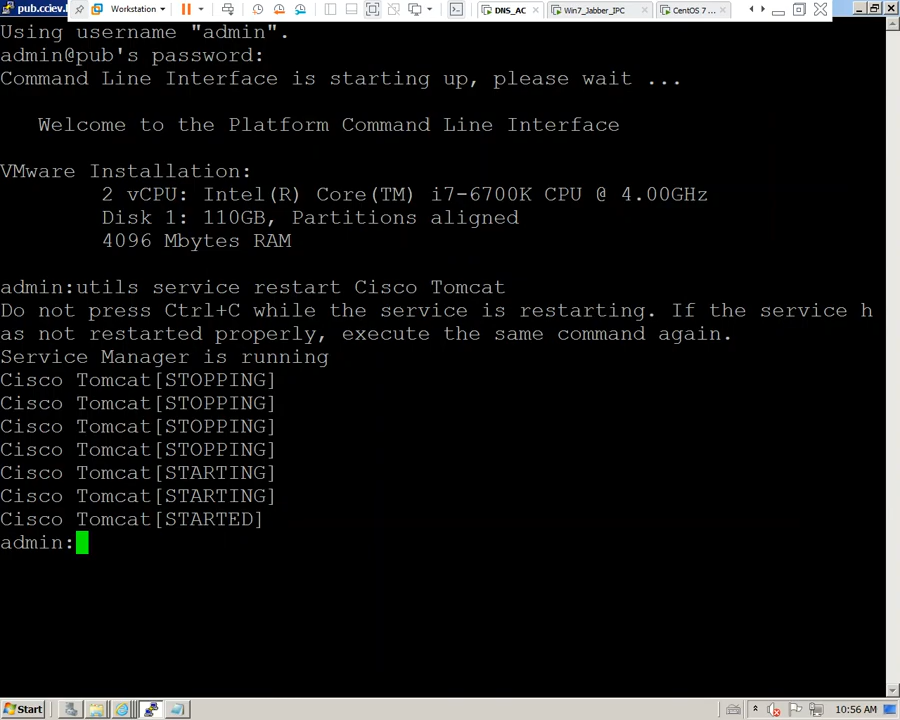 pub.cciev.l
Workstation
DNS_AC
Win7_Jabber_IPC
CentOS 7 ...
Using username "admin".
admin@pub's password:
Command Line Interface is starting up, please wait ...
Welcome to the Platform Command Line Interface
VMware Installation:
2 vCPU: Intel(R) Core(TM) i7-6700K CPU @ 4.00GHz
Disk 1: 110GB, Partitions aligned
4096 Mbytes RAM
admin:utils service restart Cisco Tomcat
Do not press Ctrl+C while the service is restarting. If the service h
as not restarted properly, execute the same command again.
Service Manager is running
Cisco Tomcat[STOPPING]
Cisco Tomcat[STOPPING]
Cisco Tomcat[STOPPING]
Cisco Tomcat[STOPPING]
Cisco Tomcat[STARTING]
Cisco Tomcat[STARTING]
Cisco Tomcat[STARTED]
admin:
Start
10:56 AM